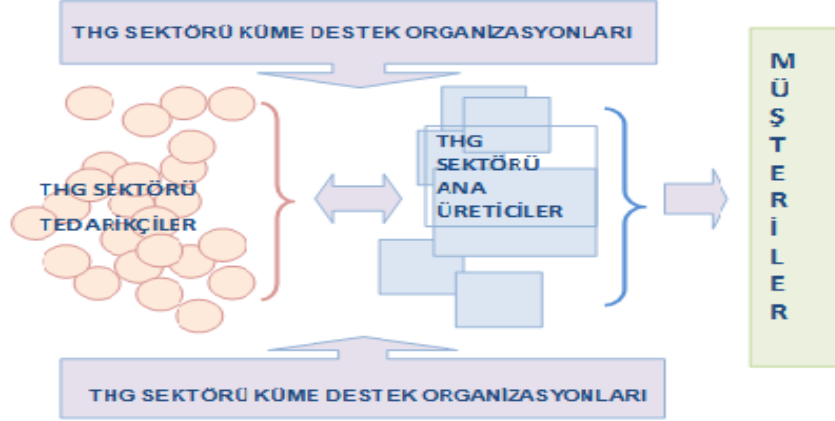 THG SEKTÖRÜ KÜME DESTEK ORGANİZASYONLARI
THG SEKTÖRÜ
TEDARİKÇİLER
THG
SEKTÖRÜ
ANA
ÜRETİCİLER
M
Ü
Ş
T
E
R
İ
L
E
R
THG SEKTÖRÜ KÜME DESTEK ORGANİZASYONLARI